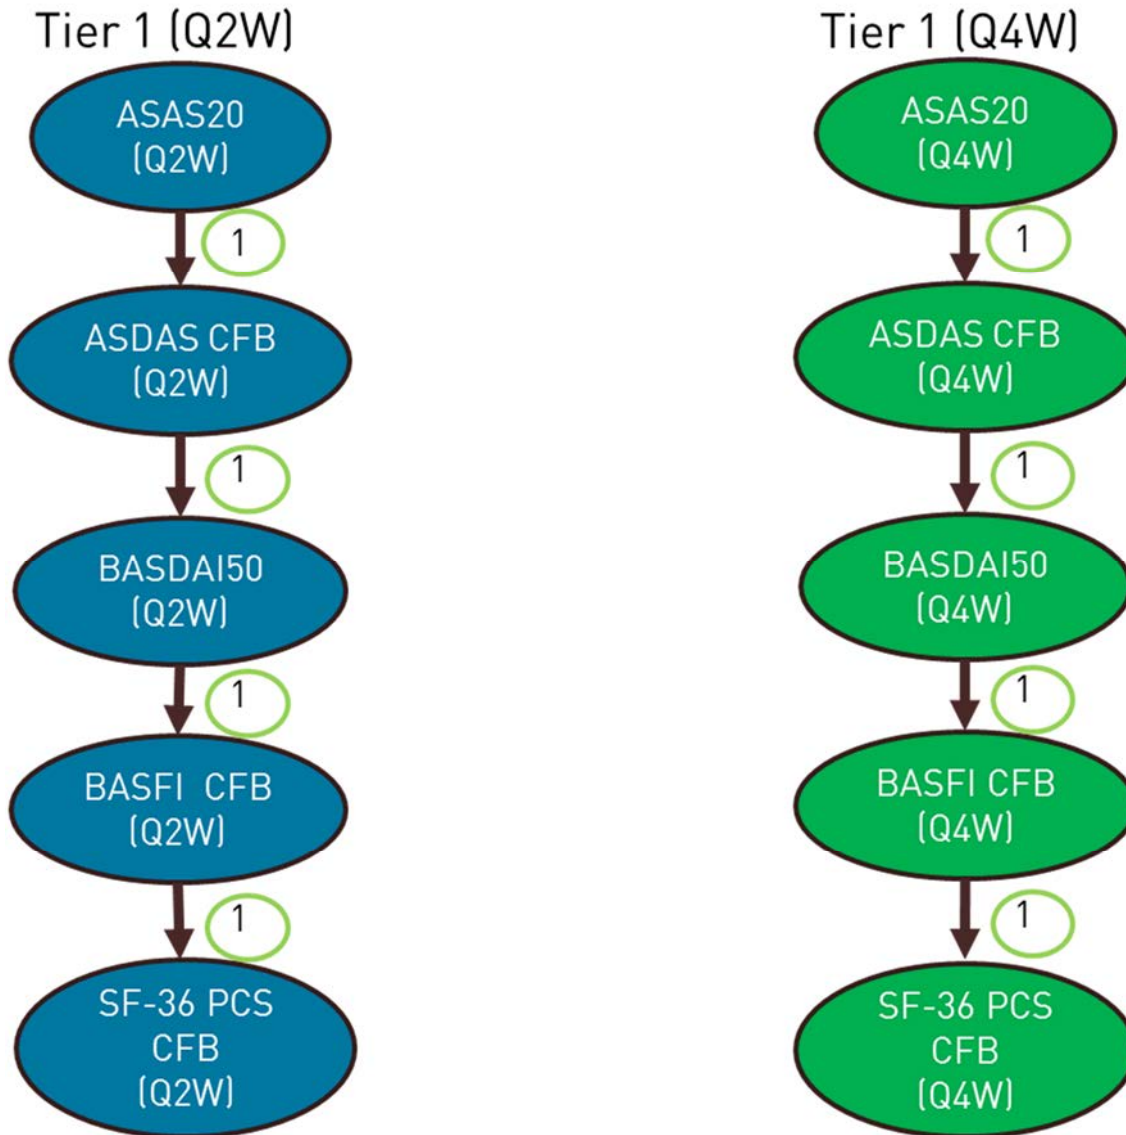 Tier 1 (Q2W)
ASAS20
(Q2W)
1
ASDAS CFB
(Q2W)
1
BASDAI50
(Q2W)
1
BASFI CFB
(Q2W)
1
SF-36 PCS
CFB
(Q2W)
Tier 1 (Q4W)
ASAS20
(Q4W)
1
ASDAS CFB
(Q4W)
1
BASDAI50
(Q4W)
1
BASFI CFB
(Q4W)
1
SF-36 PCS
CFB
(Q4W)